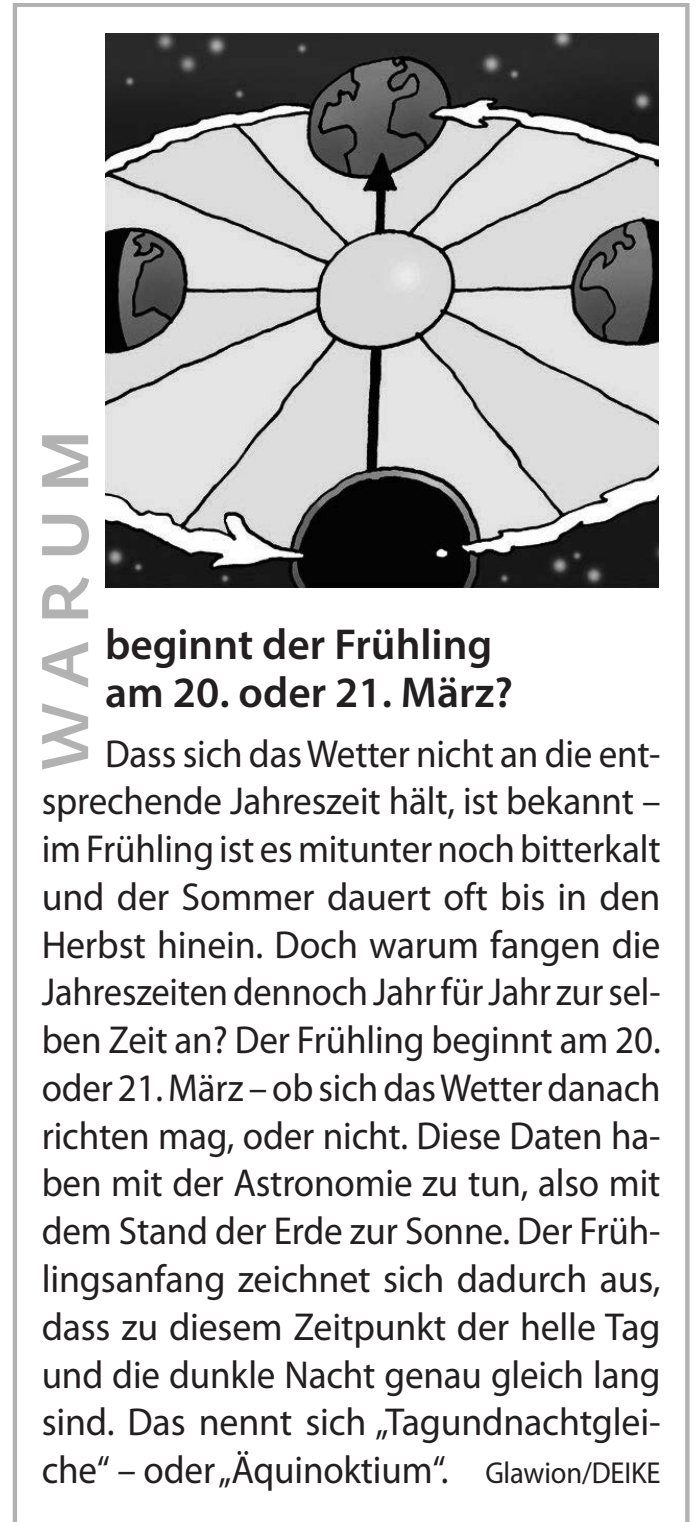 WARUM
beginnt der Frühling
am 20. oder 21. März?
Dass sich das Wetter nicht an die ent-
sprechende Jahreszeit hält, ist bekannt –
im Frühling ist es mitunter noch bitterkalt
und der Sommer dauert oft bis in den
Herbst hinein. Doch warum fangen die
Jahreszeiten dennoch Jahr für Jahr zur sel-
ben Zeit an? Der Frühling beginnt am 20.
oder 21. März – ob sich das Wetter danach
richten mag, oder nicht. Diese Daten ha-
ben mit der Astronomie zu tun, also mit
dem Stand der Erde zur Sonne. Der Früh-
lingsanfang zeichnet sich dadurch aus,
dass zu diesem Zeitpunkt der helle Tag
und die dunkle Nacht genau gleich lang
sind. Das nennt sich „Tagundnachtglei-
che“ – oder „Äquinoktium“. Glawion/DEIKE